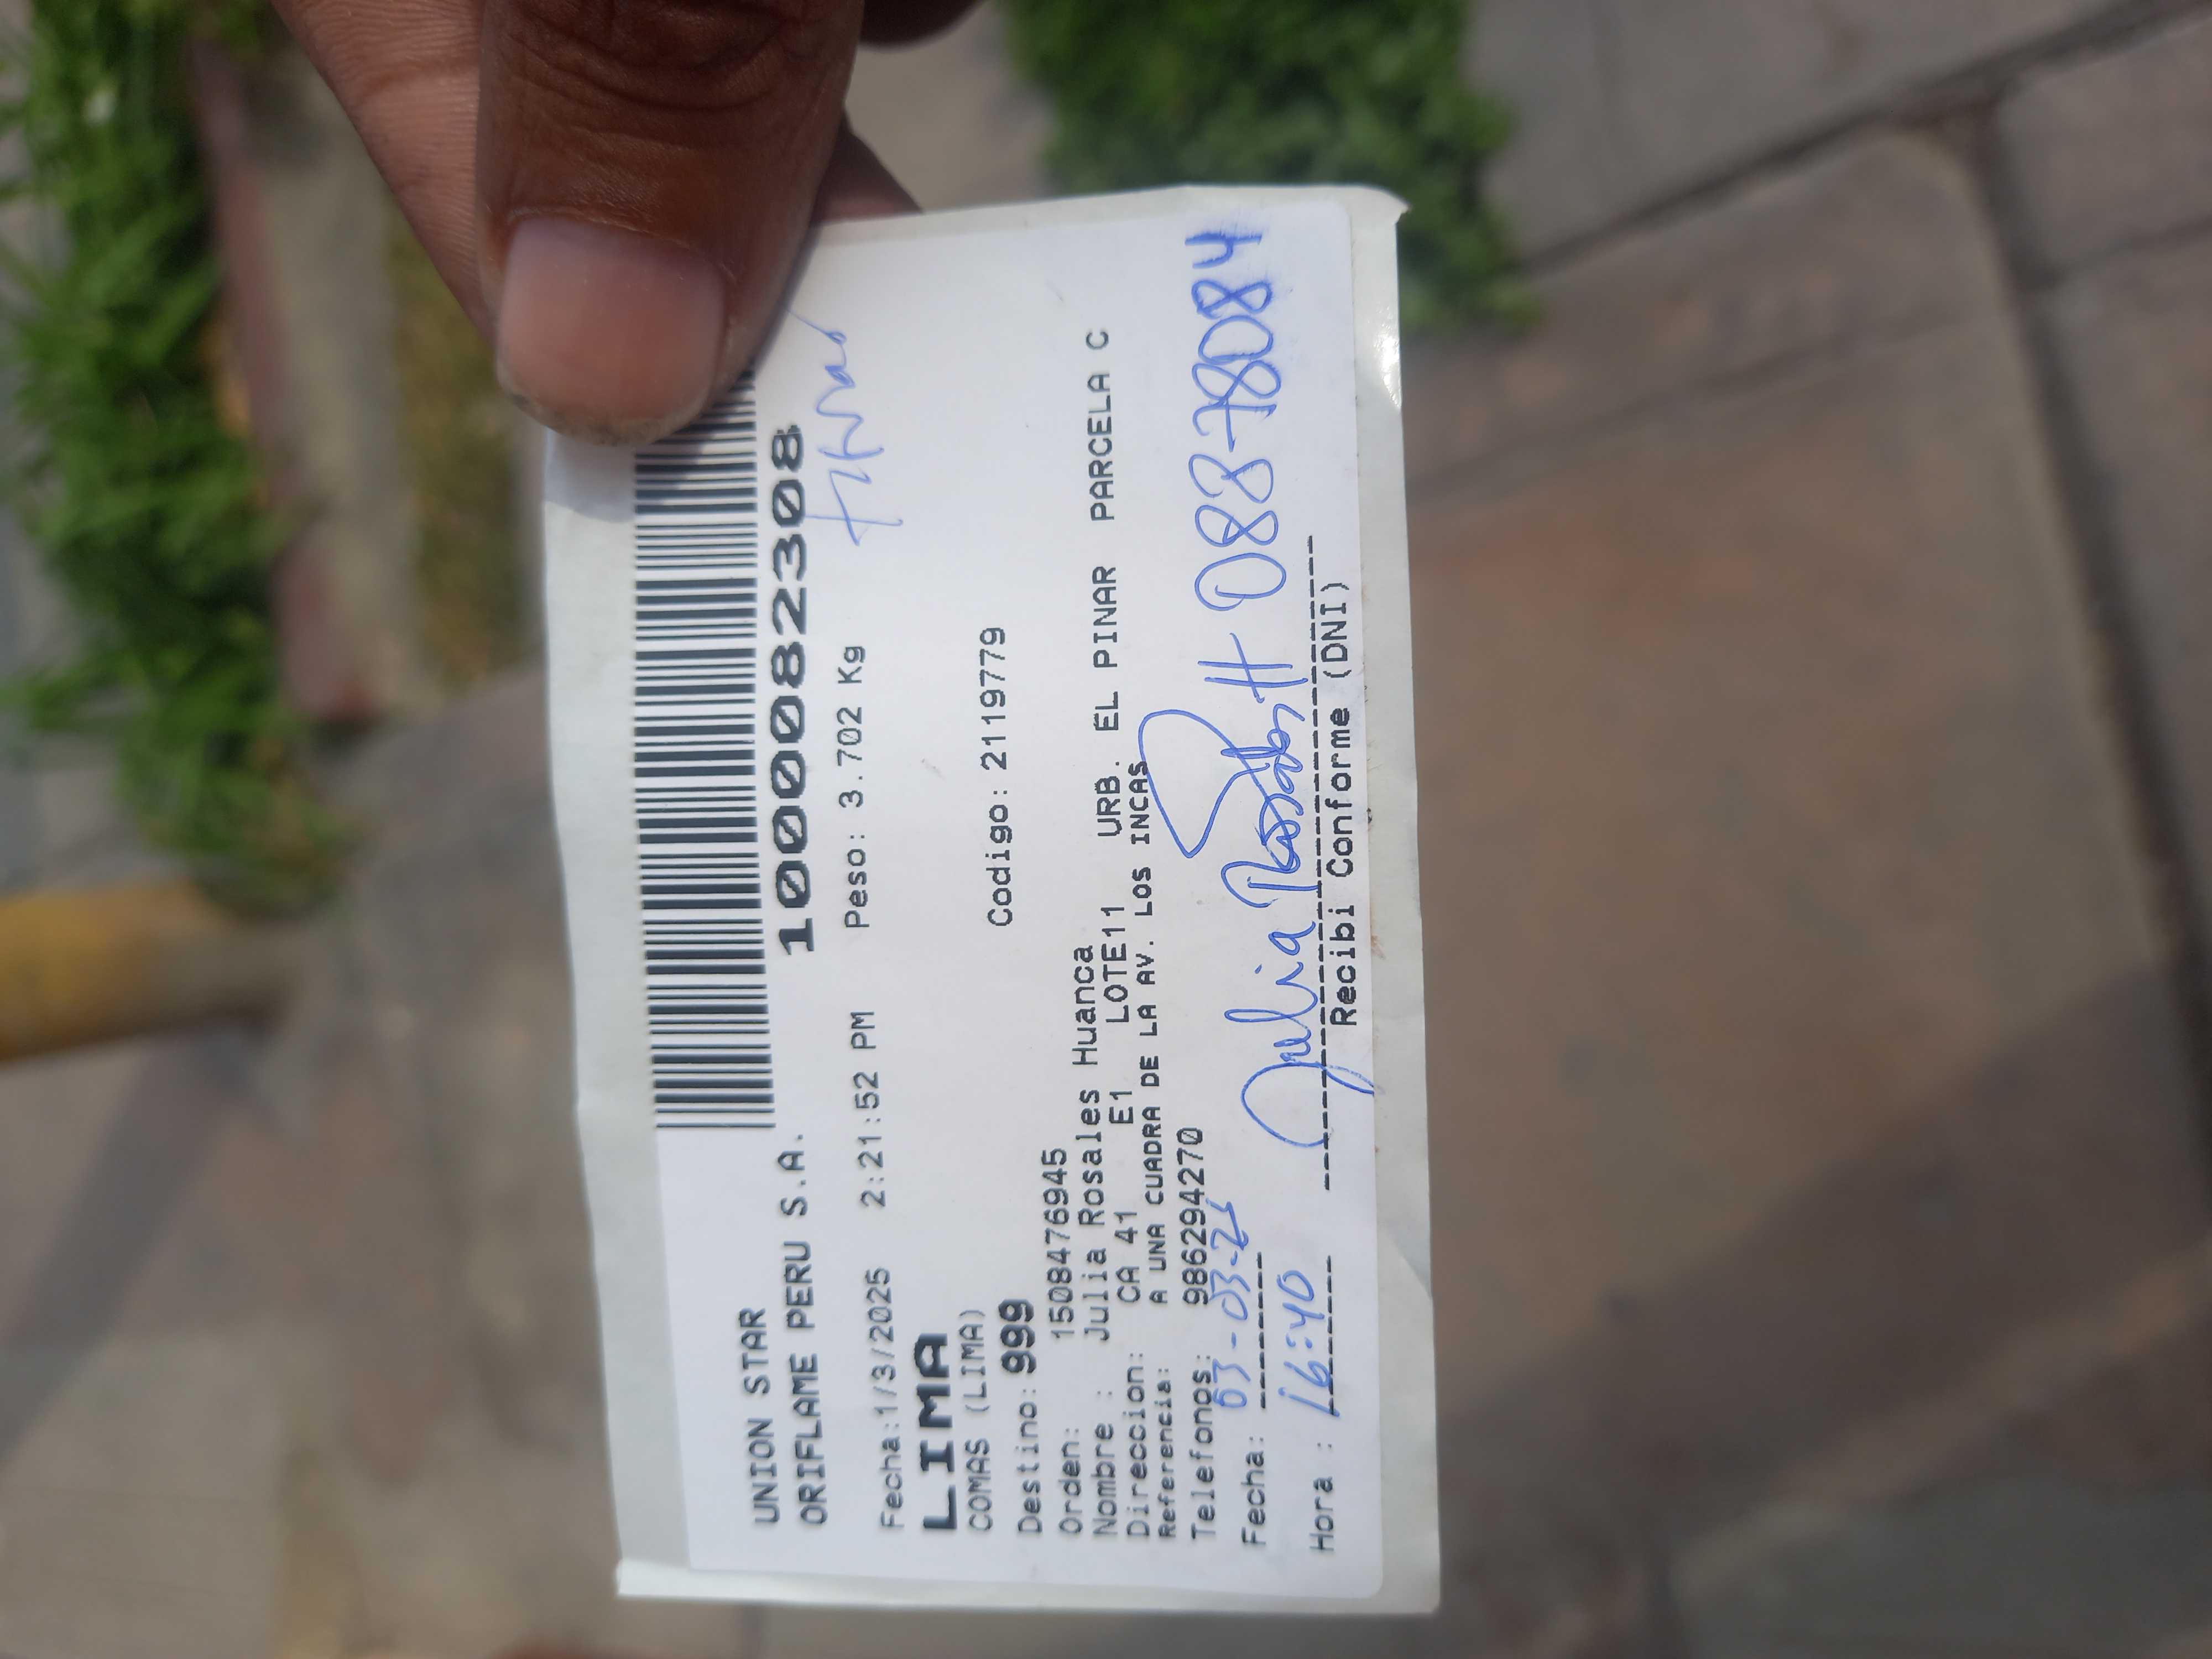 UNION STAR
ORIFLAME PERU S.A.
10000822308
Fecha:1/3/2025 2:21:52 PM Peso: 3.702 Kg
LIMA
COMAS (LIMA)
Destino: 999 Codigo: 2119779
Orden: 1508476945
Nombre : Julia Rosales Huanca
Direccion: CA 41 E1 LOTE11 URB. EL PINAR PARCELA C
Referencia: A UNA CUADRA DE LA AV. LOS INCAS
Telefonos: 986294270
Fecha: 03-03-25
Hora : 16:40 Julia Rosales H 08878084
Recibi Conforme (DNI)